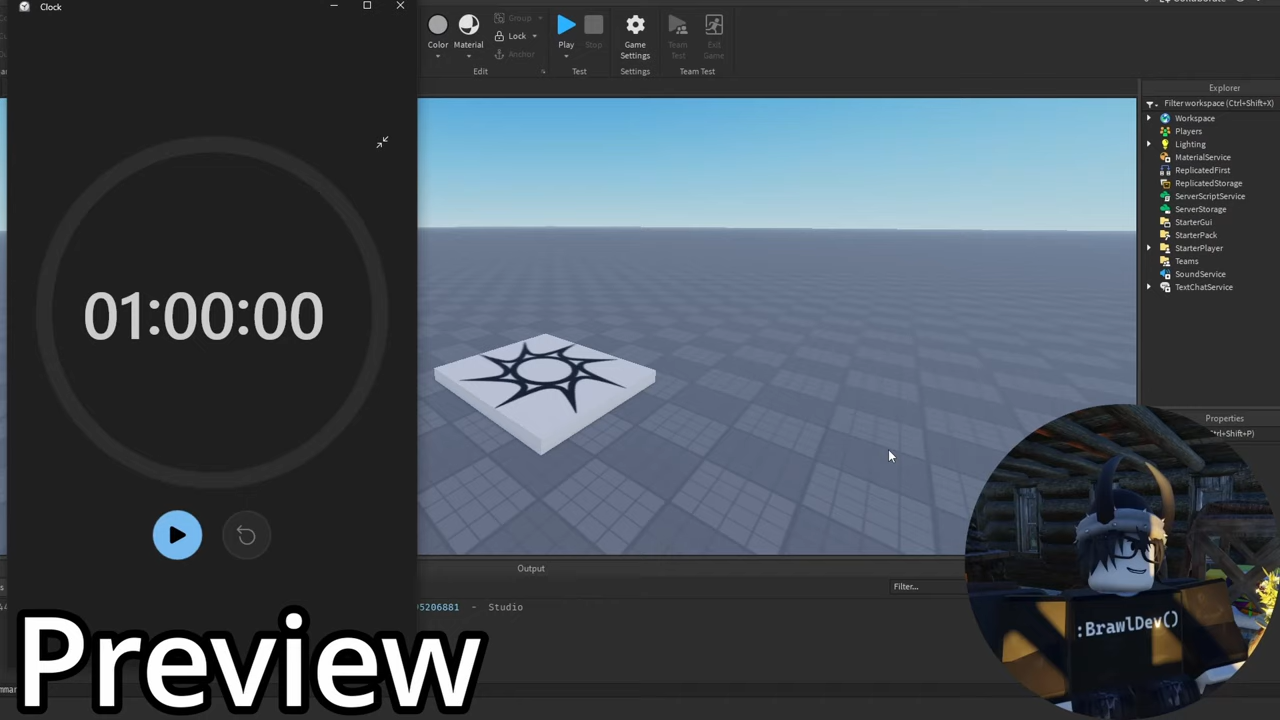 Clock
Color
Material
Group
Lock
Anchor
Edit
Play
Stop
Test
Game
Settings
Settings
Team
Test
Exit
Game
Team Test
Explorer
Filter workspace (Ctrl+Shift+X)
Workspace
Players
Lighting
MaterialService
ReplicatedFirst
ReplicatedStorage
ServerScriptService
ServerStorage
StarterGui
StarterPack
StarterPlayer
Teams
SoundService
TextChatService
01:00:00
Properties
Ctrl+Shift+P)
Output
Filter...
5206881 - Studio
:BrawlDev()
Preview